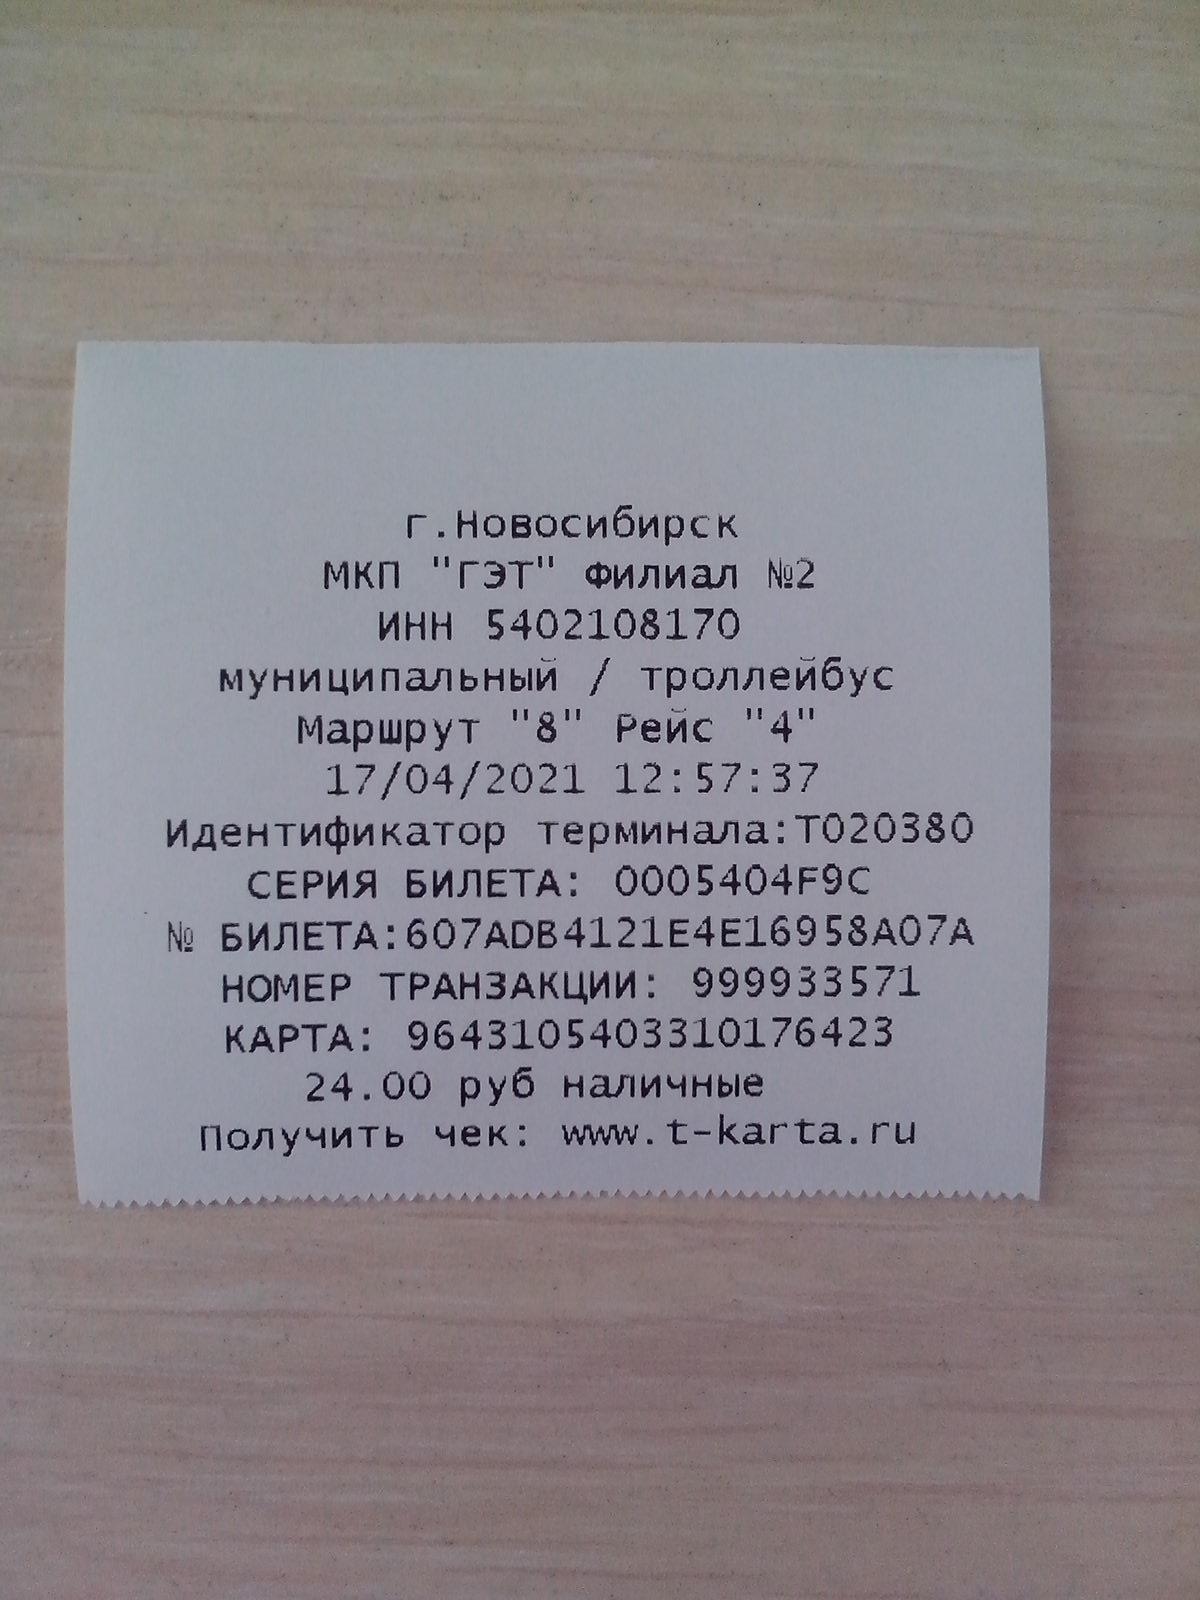 г.Новосибирск
МКП "ГЭТ" Филиал №2
ИНН 5402108170
муниципальный / троллейбус
Маршрут "8" Рейс "4"
17/04/2021 12:57:37
Идентификатор терминала:T020380
СЕРИЯ БИЛЕТА: 0005404F9C
№ БИЛЕТА:607ADB4121E4E16958A07A
НОМЕР ТРАНЗАКЦИИ: 999933571
КАРТА: 9643105403310176423
24.00 руб наличные
Получить чек: www.t-karta.ru